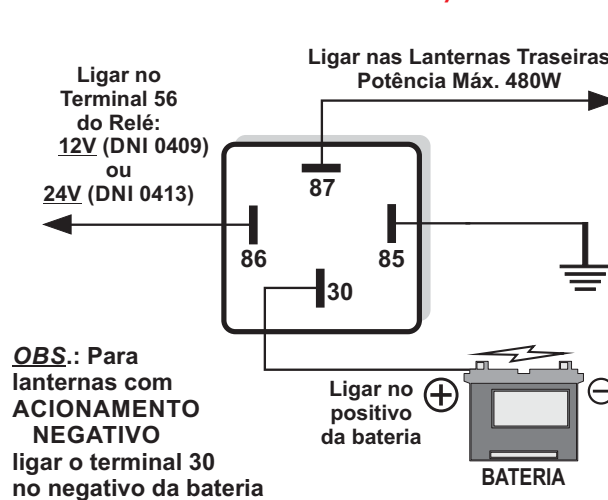 Ligar nas Lanternas Traseiras
Potência Máx. 480W
Ligar no
Terminal 56
do Relé:
12V (DNI 0409)
ou
24V (DNI 0413)
87
86
85
30
OBS.: Para
lanternas com
ACIONAMENTO
NEGATIVO
ligar o terminal 30
no negativo da bateria
Ligar no
positivo
da bateria
+
−
BATERIA